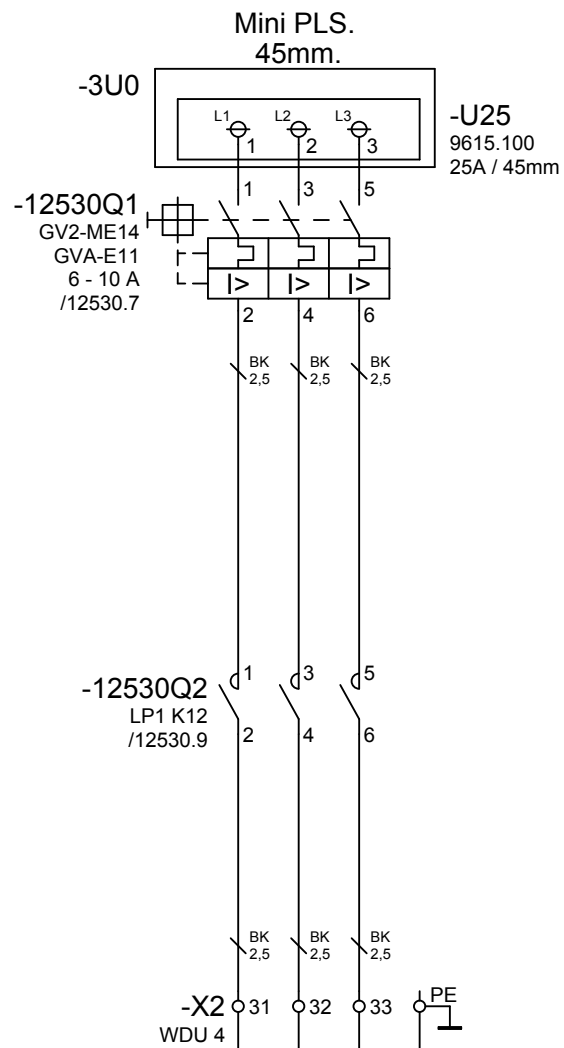 Mini PLS.
45mm.
-3U0
L1 L2 L3
1 2 3
-U25
9615.100
25A / 45mm
1 3 5
-12530Q1
GV2-ME14
GVA-E11
6 - 10 A
/12530.7
I> I> I>
2 4 6
BK BK BK
2,5 2,5 2,5
1 3 5
-12530Q2
LP1 K12
/12530.9
2 4 6
BK BK BK
2,5 2,5 2,5
-X2 31 32 33 PE
WDU 4